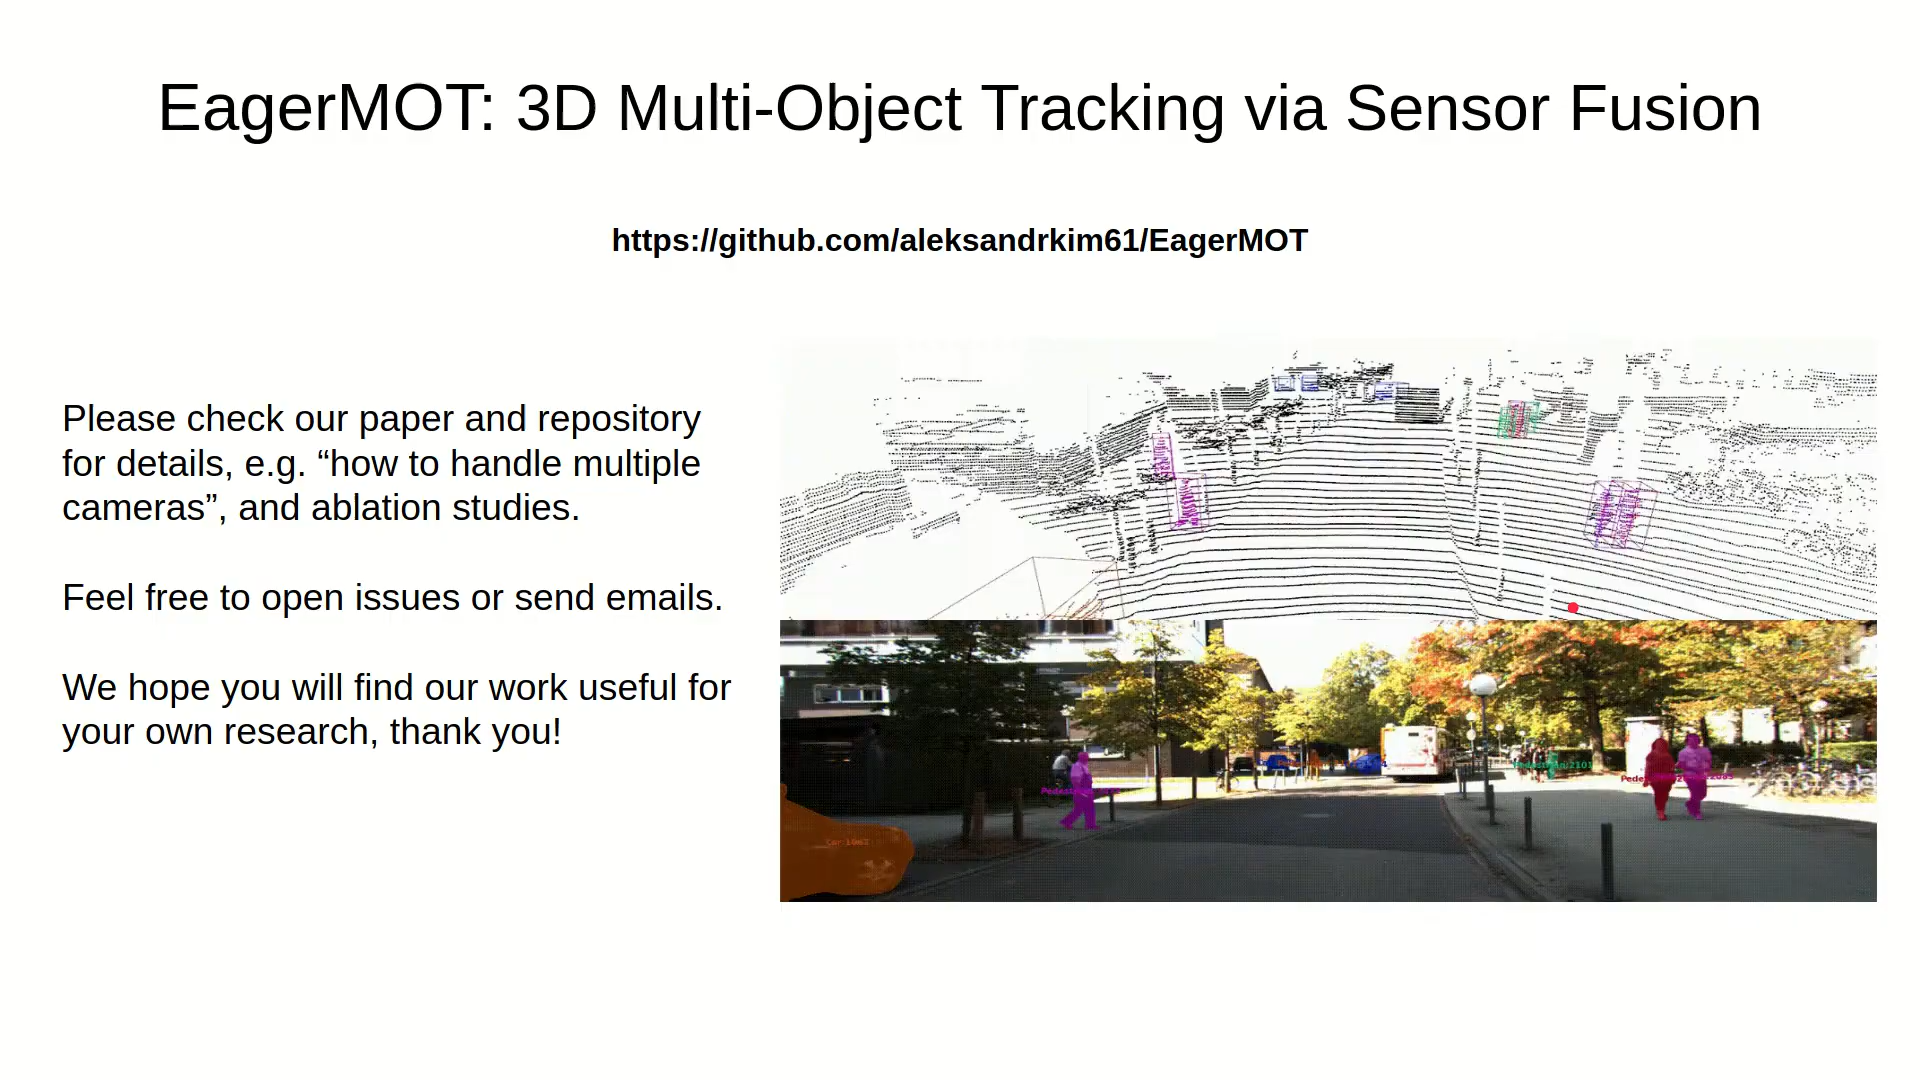 EagerMOT: 3D Multi-Object Tracking via Sensor Fusion
https://github.com/aleksandrkim61/EagerMOT
Please check our paper and repository
for details, e.g. “how to handle multiple
cameras”, and ablation studies.
Feel free to open issues or send emails.
We hope you will find our work useful for
your own research, thank you!